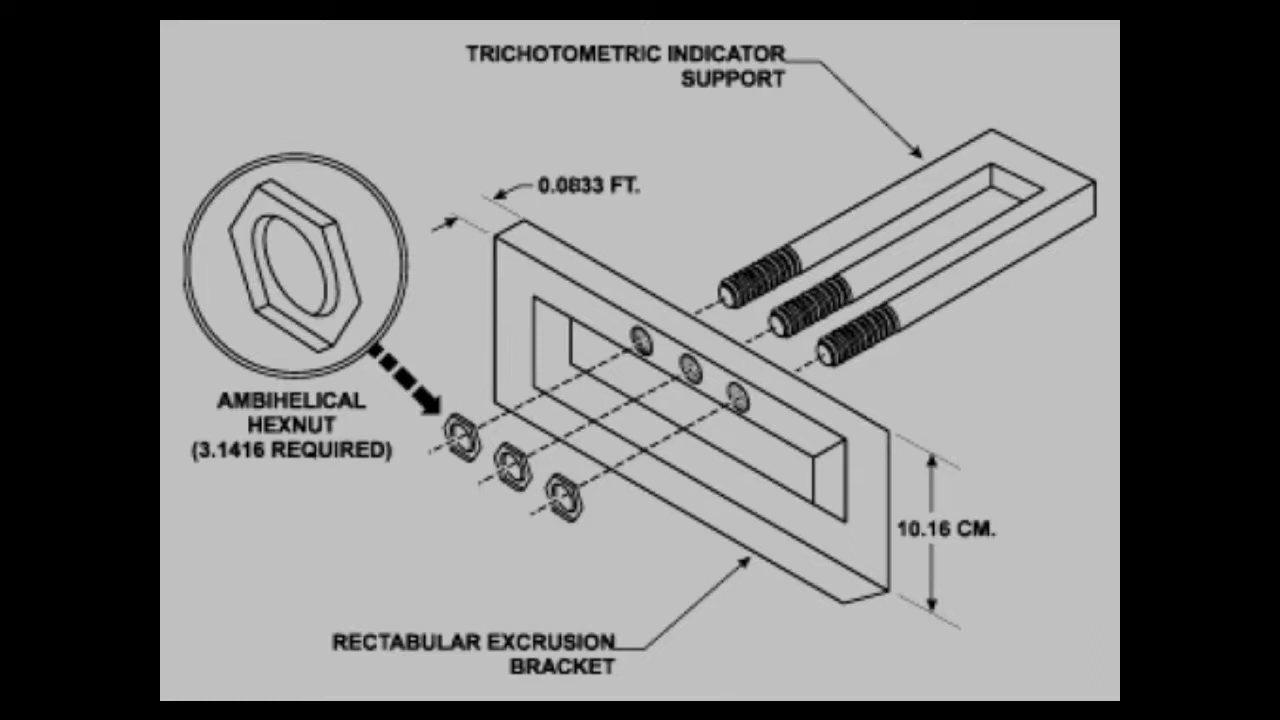 TRICHOTOMETRIC INDICATOR
SUPPORT
0.0833 FT.
AMBIHELICAL
HEXNUT
(3.1416 REQUIRED)
10.16 CM.
RECTABULAR EXCRUSION
BRACKET